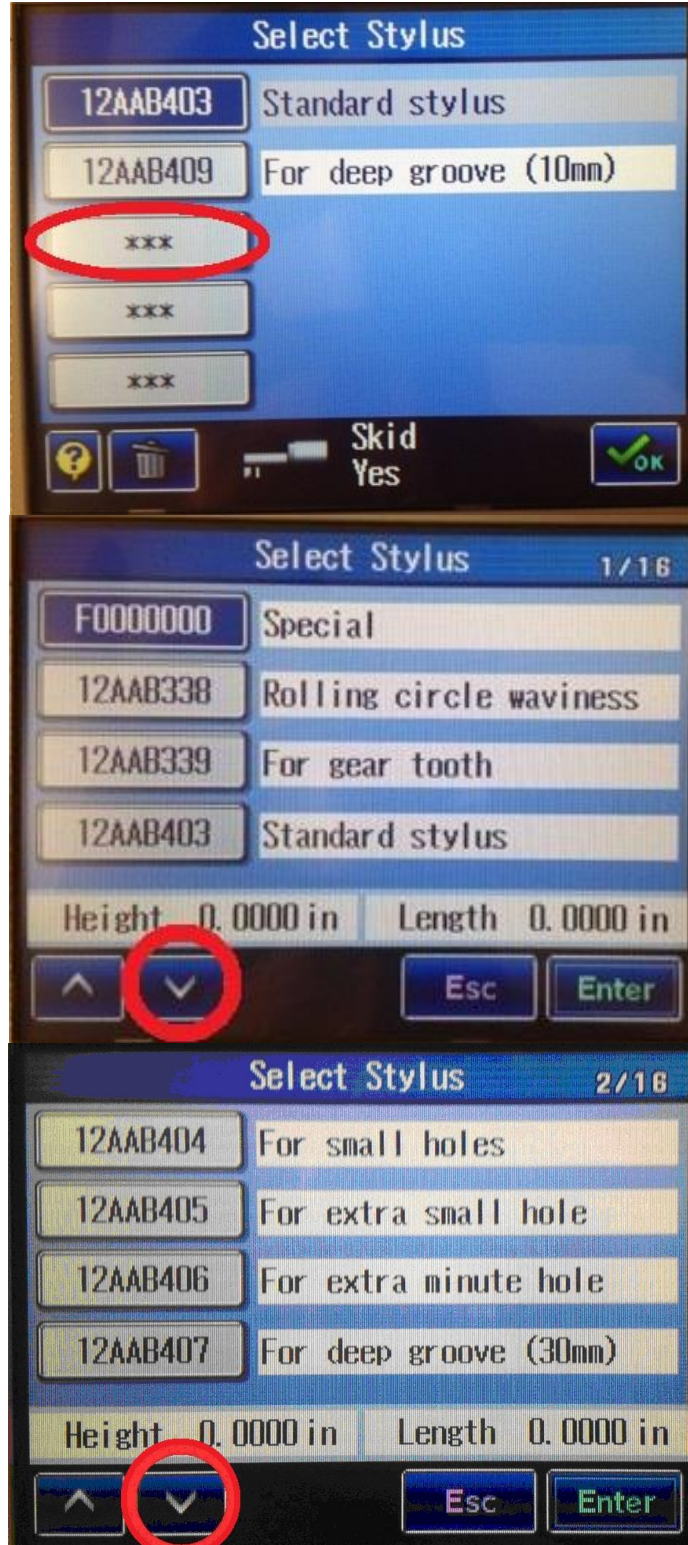 Select Stylus
12AAB403 Standard stylus
12AAB409 For deep groove (10mm)
***
***
***
? Skid
Yes OK
Select Stylus 1/16
F0000000 Special
12AAB338 Rolling circle waviness
12AAB339 For gear tooth
12AAB403 Standard stylus
Height 0.0000 in Length 0.0000 in
Esc Enter
Select Stylus 2/16
12AAB404 For small holes
12AAB405 For extra small hole
12AAB406 For extra minute hole
12AAB407 For deep groove (30mm)
Height 0.0000 in Length 0.0000 in
Esc Enter